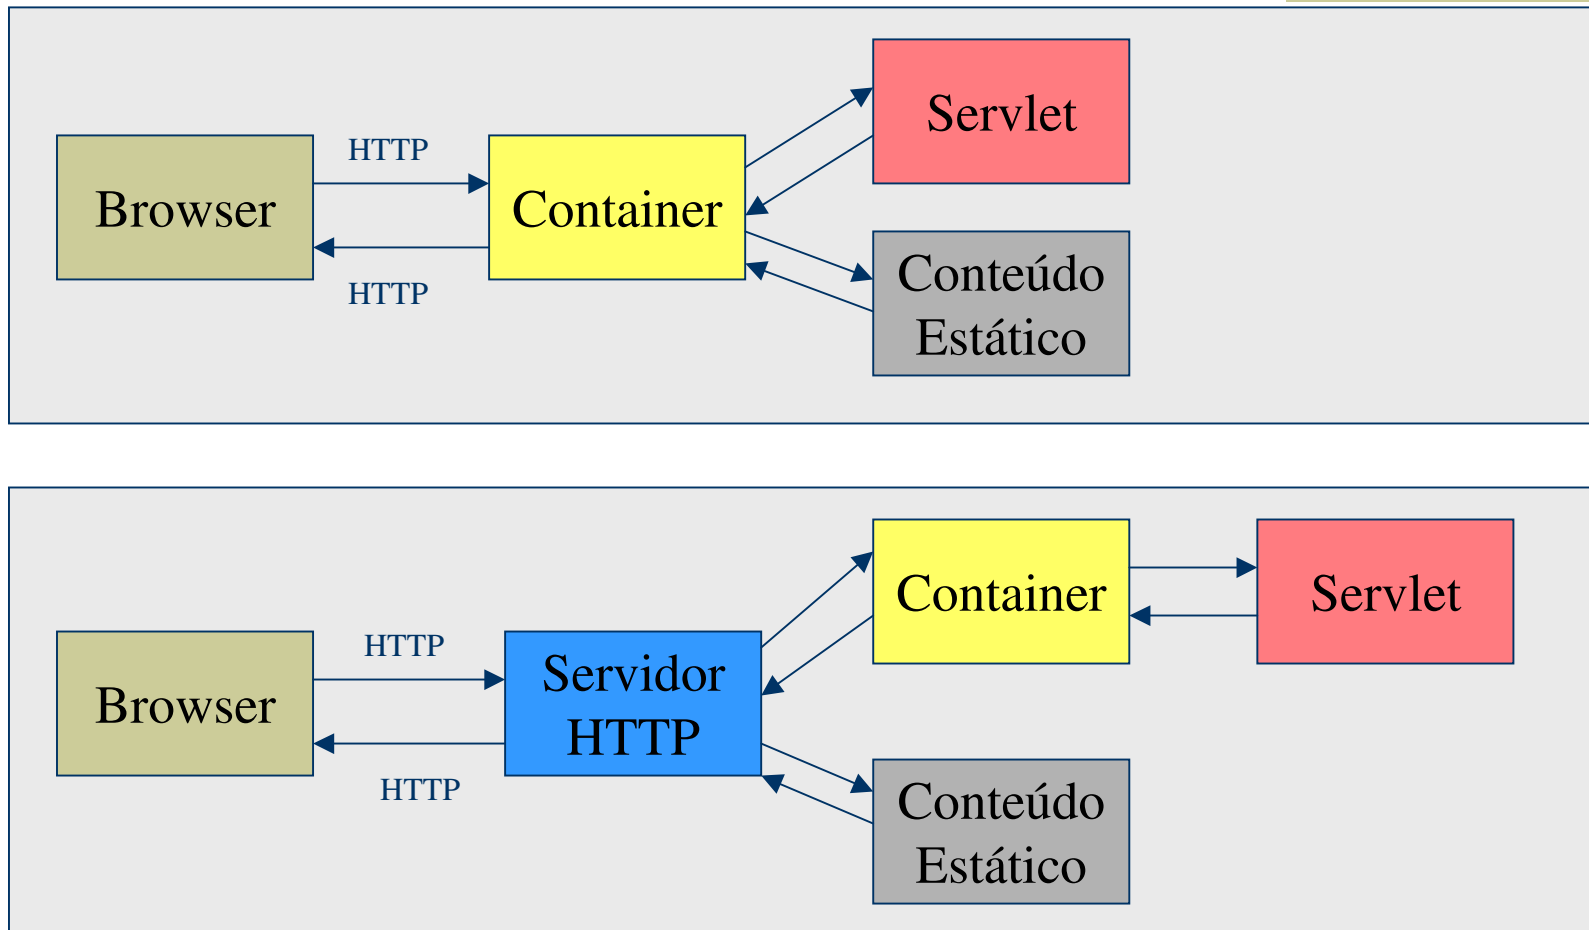 Servlet
HTTP
Browser
Container
HTTP
Conteúdo
Estático
Container
Servlet
HTTP
Browser
Servidor
HTTP
HTTP
Conteúdo
Estático